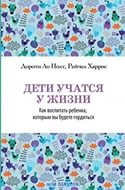 Дороти Ло Нолт, Рейчел Харрис
ДЕТИ УЧАТСЯ
У ЖИЗНИ
Как воспитать ребенка,
которым вы будете гордиться